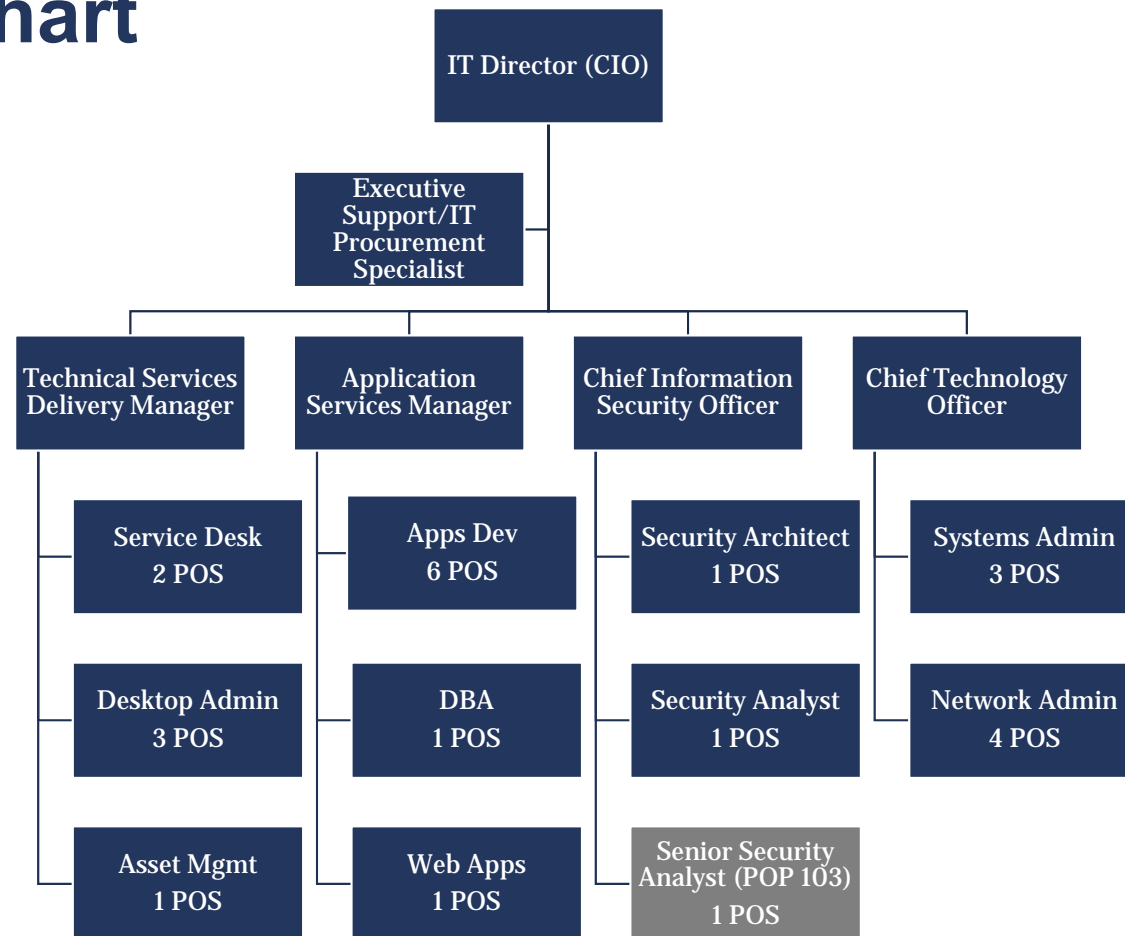 IT Director (CIO)
Executive
Support/IT
Procurement
Specialist
Technical Services
Delivery Manager
Application
Services Manager
Chief Information
Security Officer
Chief Technology
Officer
Service Desk
2 POS
Apps Dev
6 POS
Security Architect
1 POS
Systems Admin
3 POS
Desktop Admin
3 POS
DBA
1 POS
Security Analyst
1 POS
Network Admin
4 POS
Asset Mgmt
1 POS
Web Apps
1 POS
Senior Security
Analyst (POP 103)
1 POS